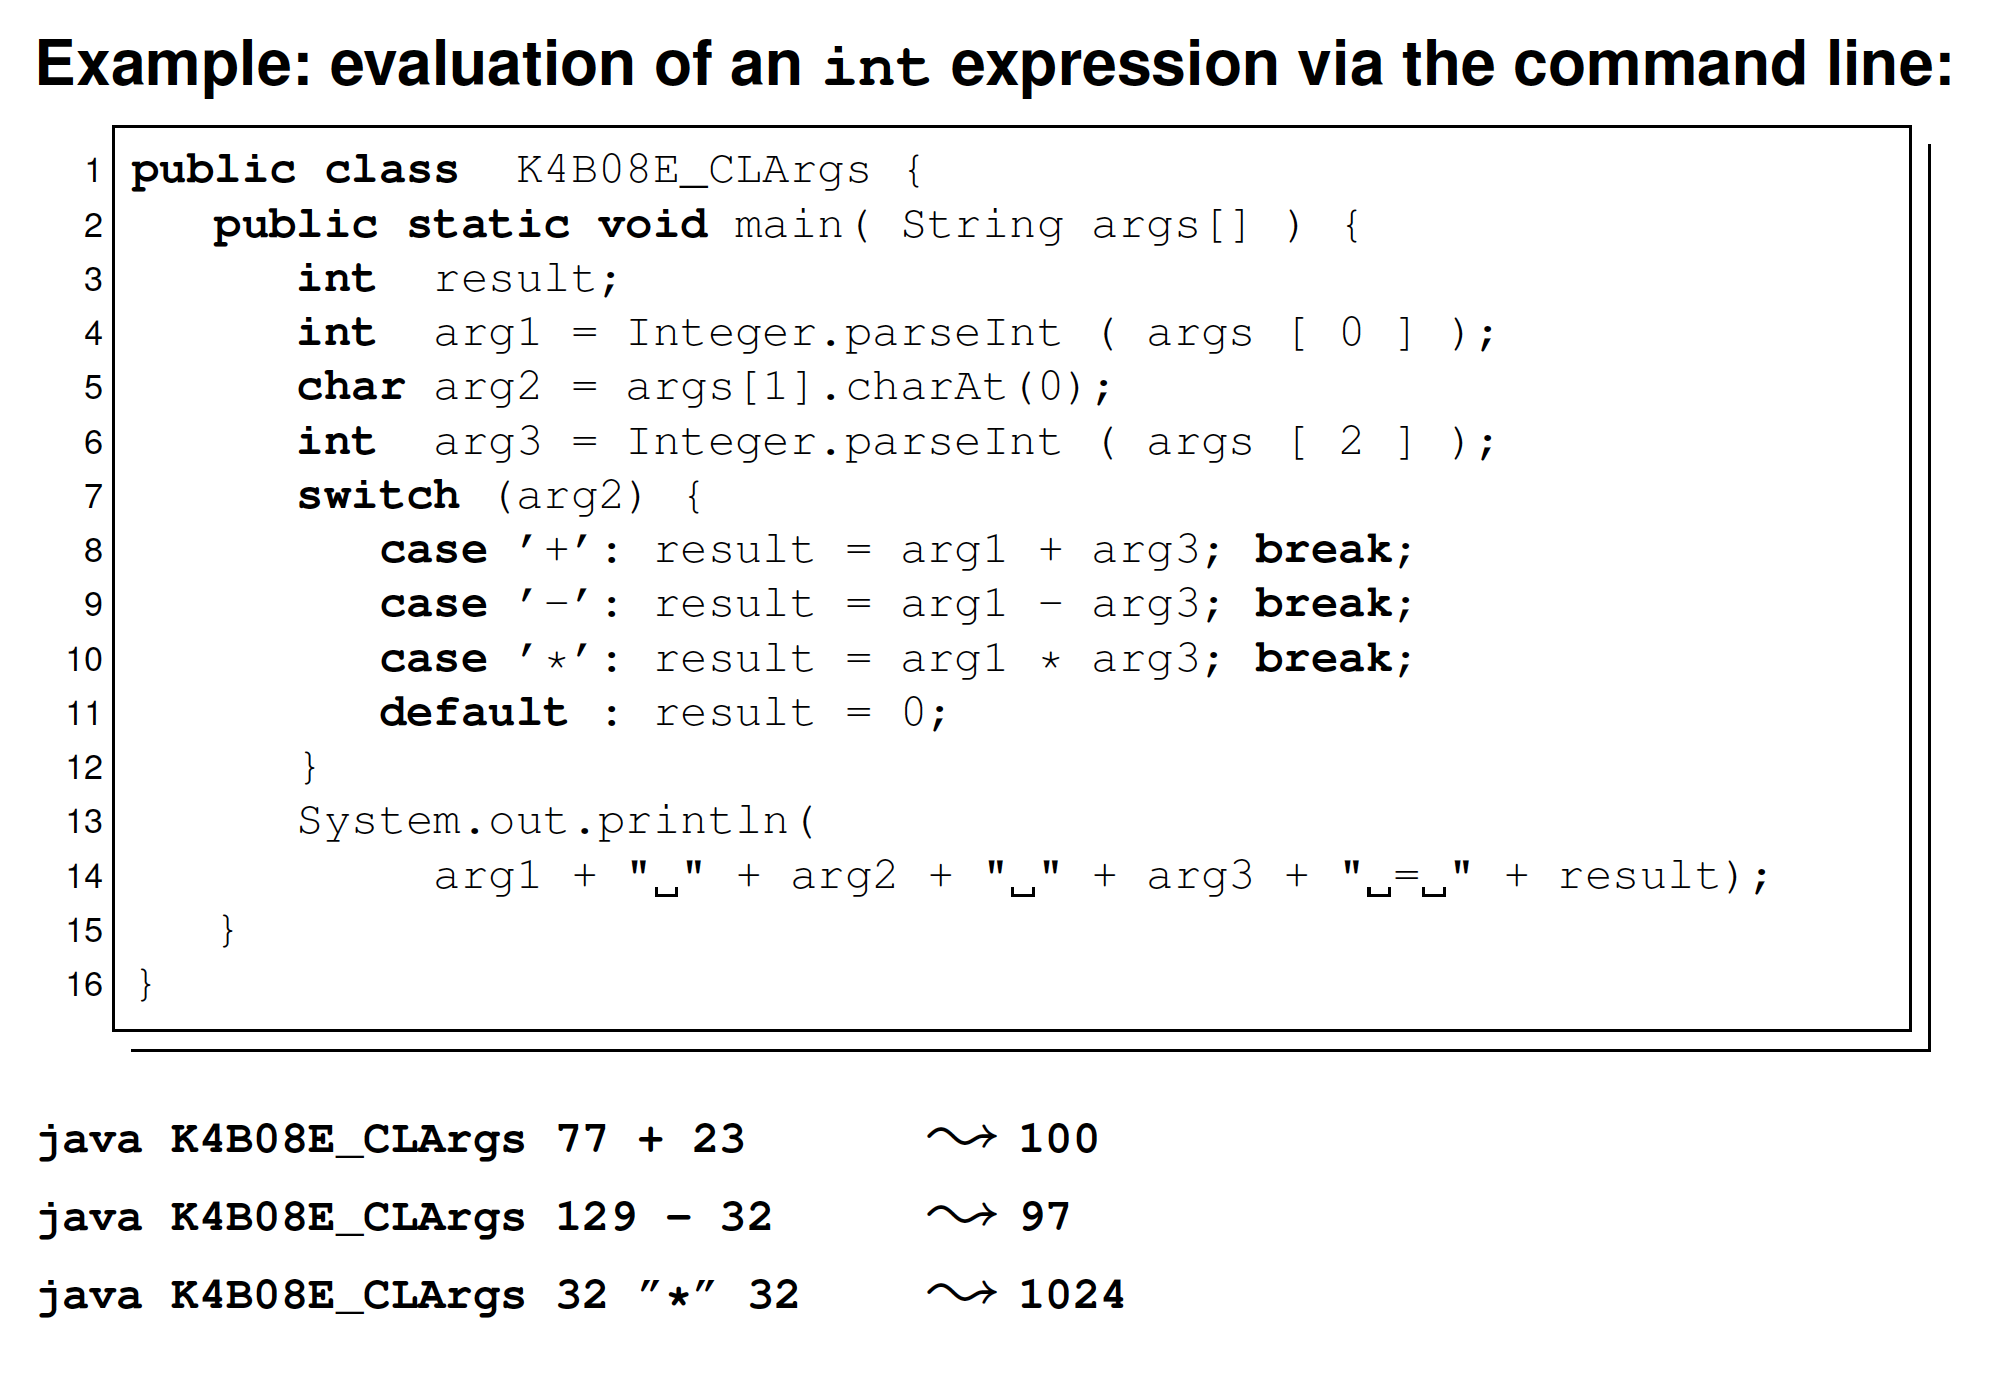 Example: evaluation of an int expression via the command line:
1 public class  K4B08E_CLArgs {
2    public static void main( String args[] ) {
3       int  result;
4       int  arg1 = Integer.parseInt ( args [ 0 ] );
5       char arg2 = args[1].charAt(0);
6       int  arg3 = Integer.parseInt ( args [ 2 ] );
7       switch (arg2) {
8          case ’+’: result = arg1 + arg3; break;
9          case ’-’: result = arg1 - arg3; break;
10          case ’*’: result = arg1 * arg3; break;
11          default : result = 0;
12       }
13       System.out.println(
14            arg1 + "␣" + arg2 + "␣" + arg3 + "␣=␣" + result);
15    }
16 }
java K4B08E_CLArgs 77 + 23 ⤳ 100
java K4B08E_CLArgs 129 - 32 ⤳ 97
java K4B08E_CLArgs 32 ”*” 32 ⤳ 1024